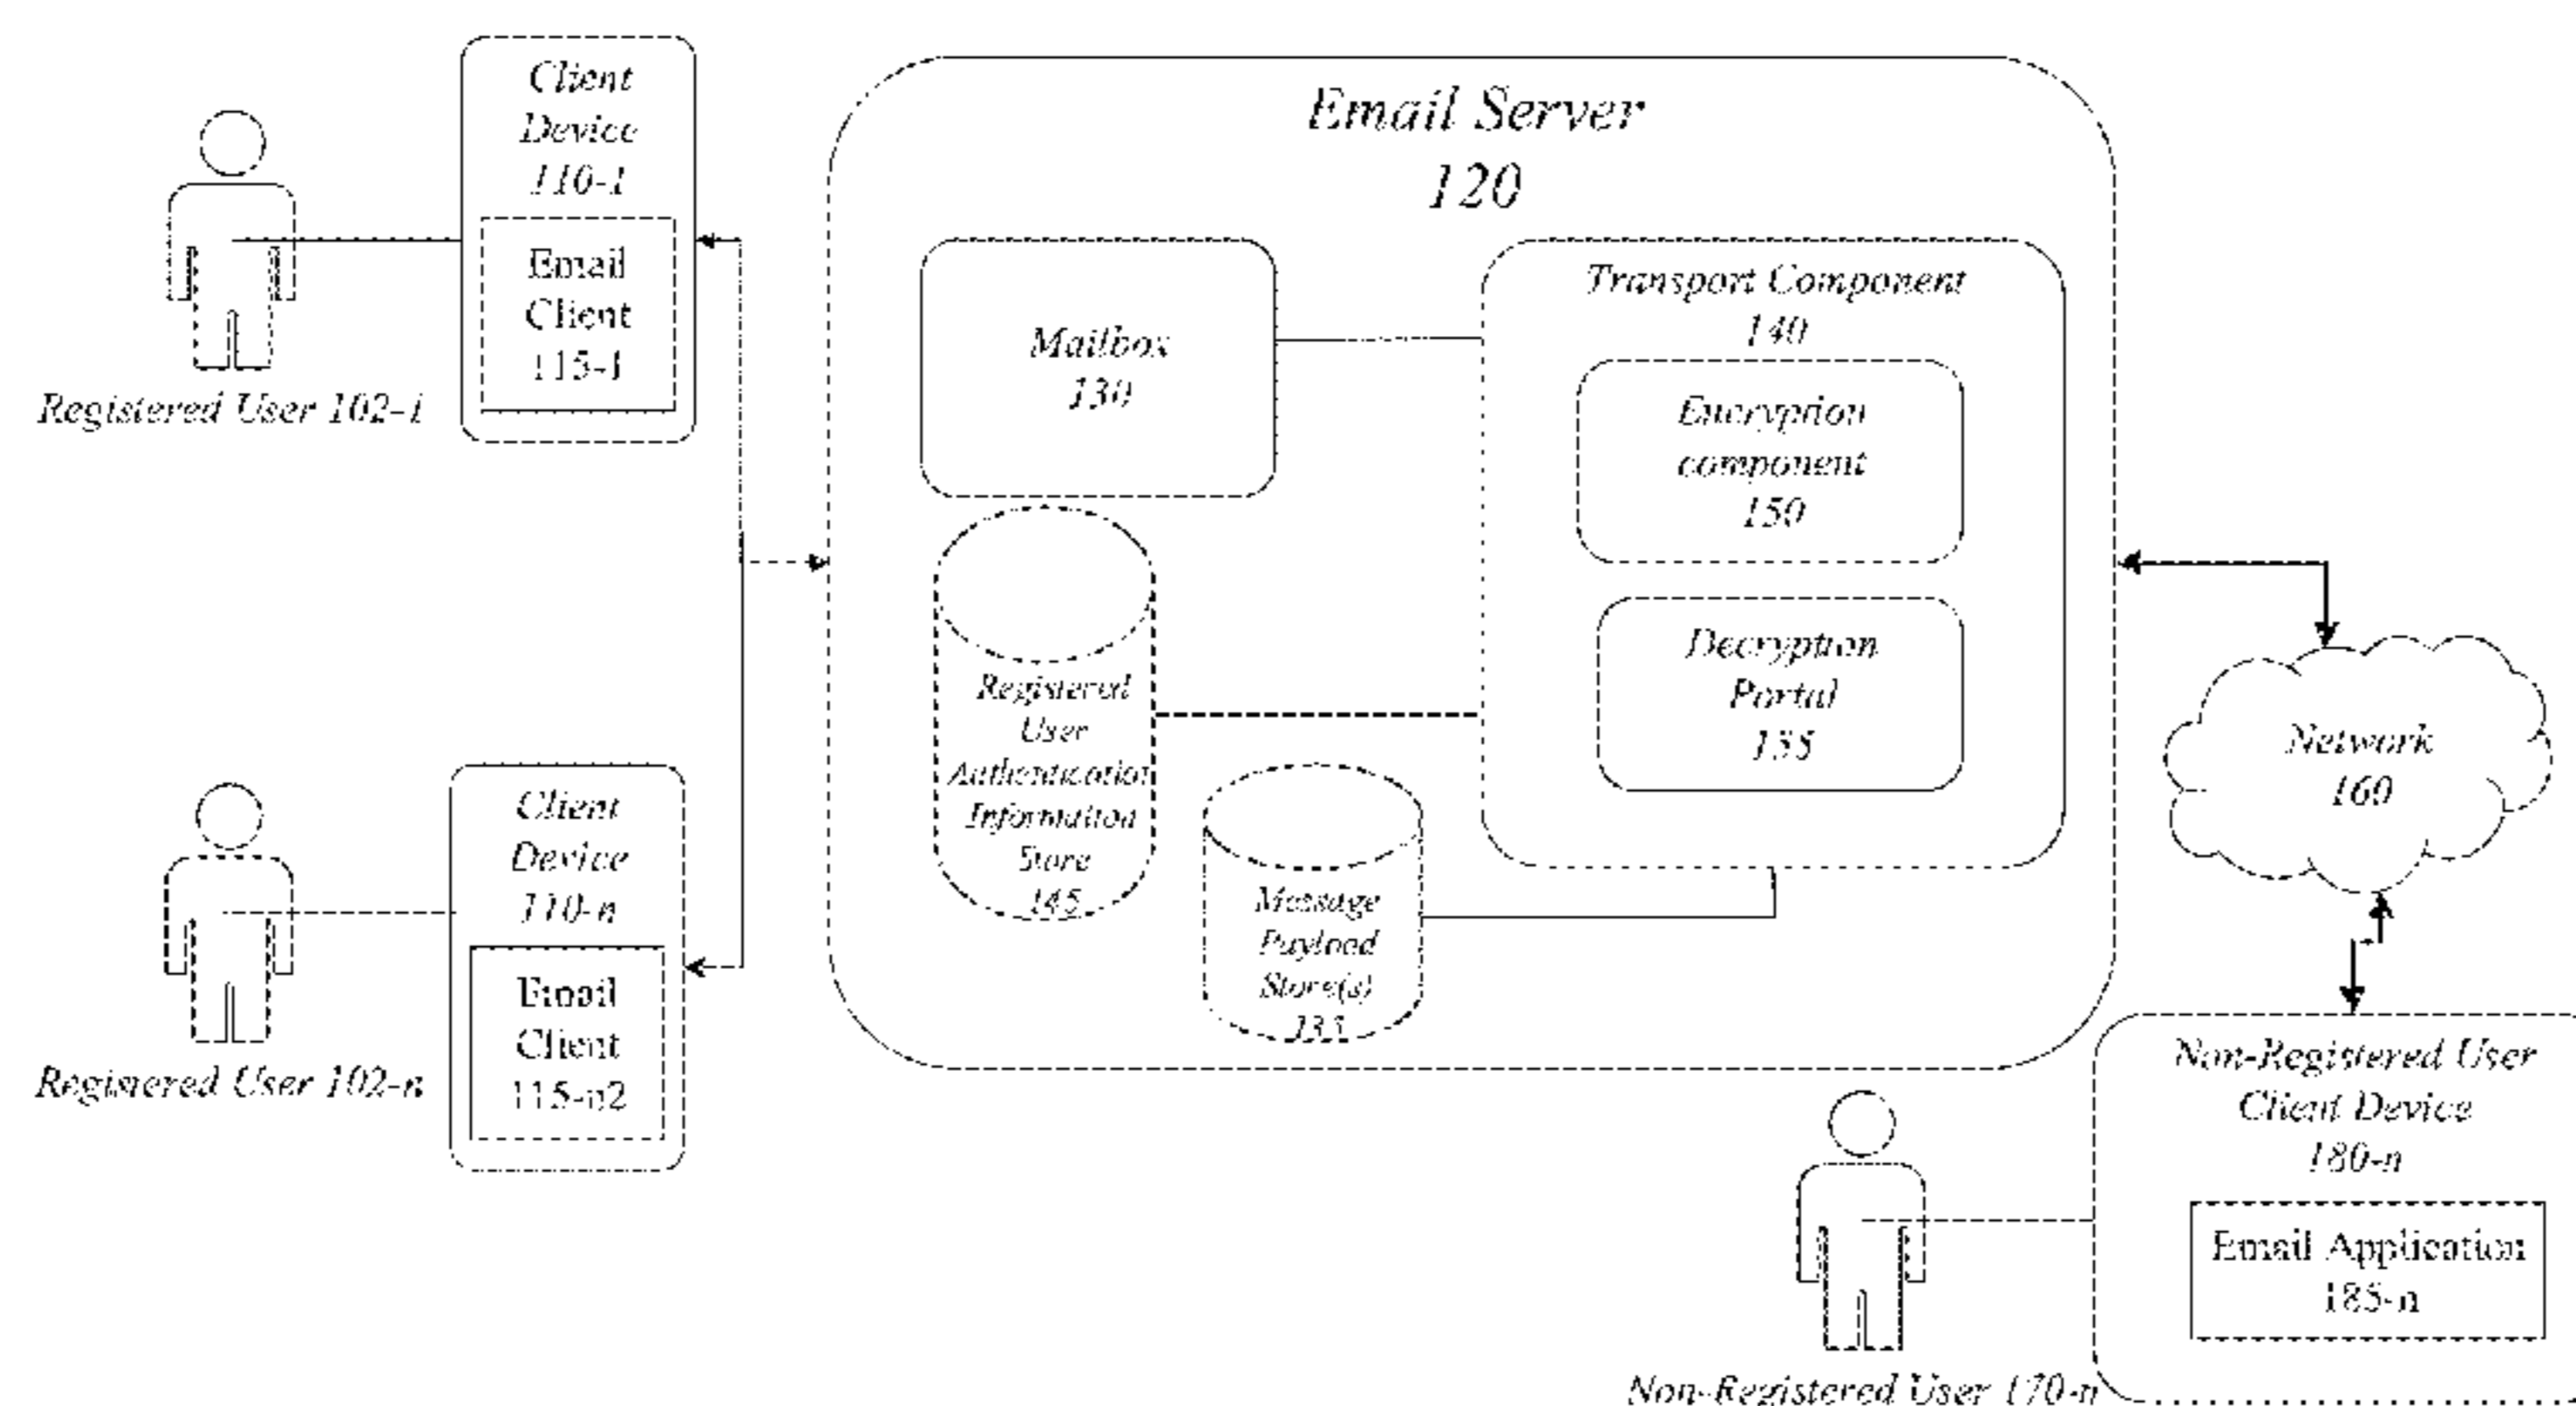 Client
Device
110-1
Email
Client
115-1
Registered User 102-1
Client
Device
110-n
Email
Client
115-n2
Registered User 102-n
Email Server
120
Mailbox
130
Registered
User
Authentication
Information
Store
145
Message
Payload
Store(s)
135
Transport Component
140
Encryption
component
150
Decryption
Portal
155
Network
160
Non-Registered User
Client Device
180-n
Email Application
185-n
Non-Registered User 170-n